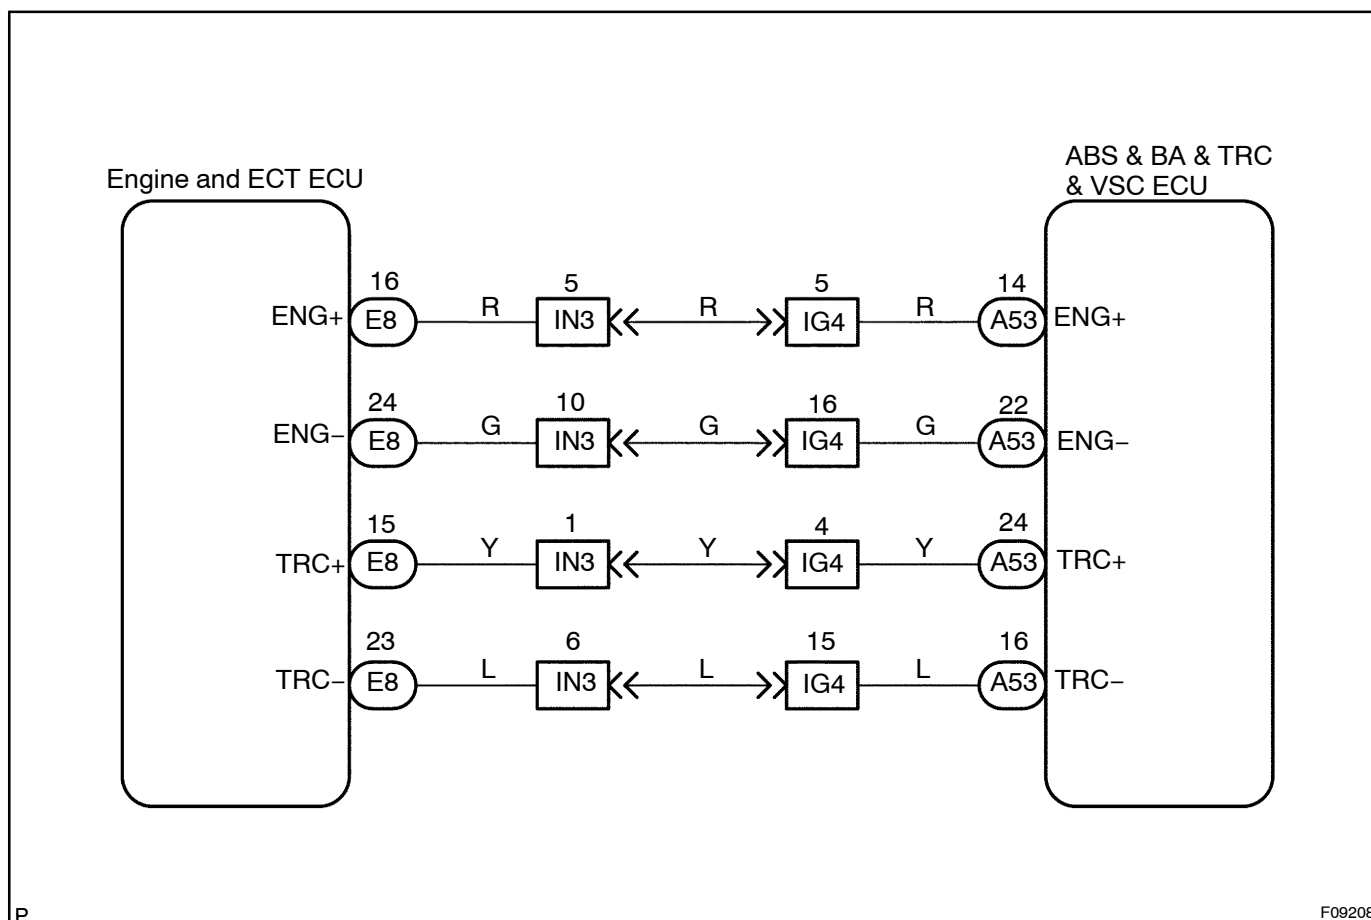 ABS & BA & TRC
& VSC ECU
Engine and ECT ECU
16 5 5 14
ENG+ E8 R IN3 R IG4 R A53 ENG+
24 10 16 22
ENG− E8 G IN3 G IG4 G A53 ENG−
15 1 4 24
TRC+ E8 Y IN3 Y IG4 Y A53 TRC+
23 6 15 16
TRC− E8 L IN3 L IG4 L A53 TRC−
P F09208